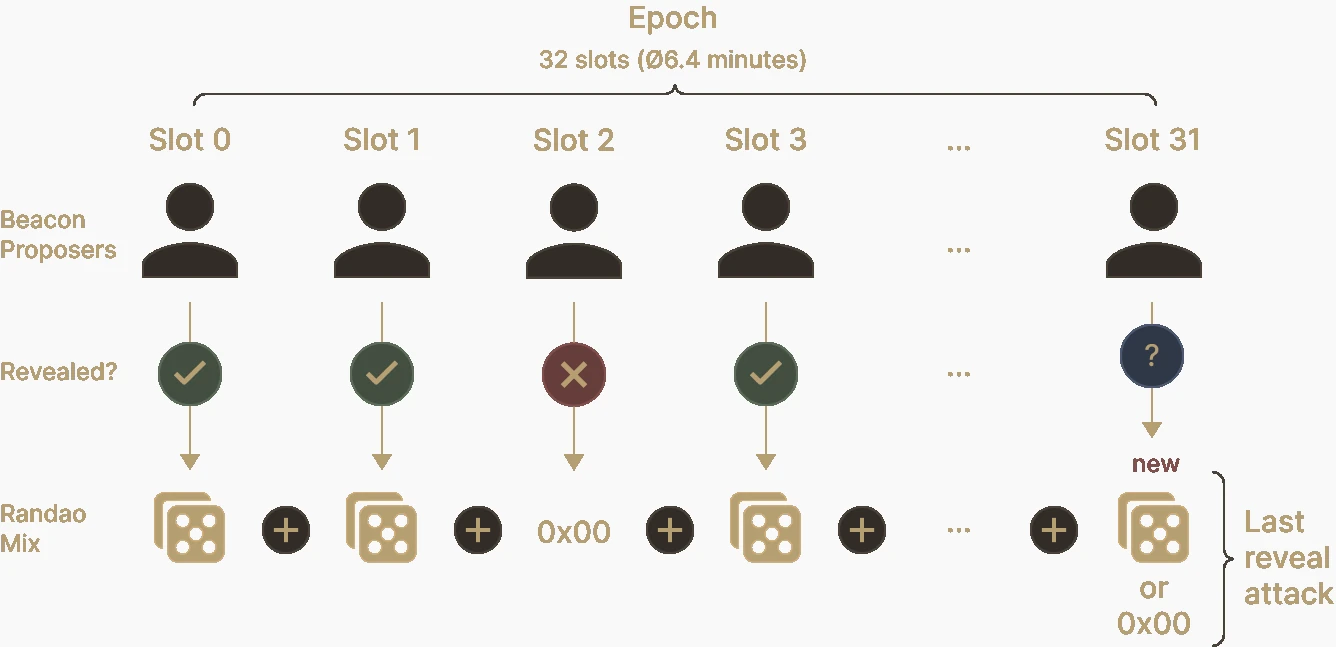 Epoch
32 slots (Ø6.4 minutes)
Slot 0
Slot 1
Slot 2
Slot 3
...
Slot 31
Beacon
Proposers
...
Revealed?
...
?
new
Randao
Mix
+
+
0x00
+
+
...
+
or
0x00
Last
reveal
attack